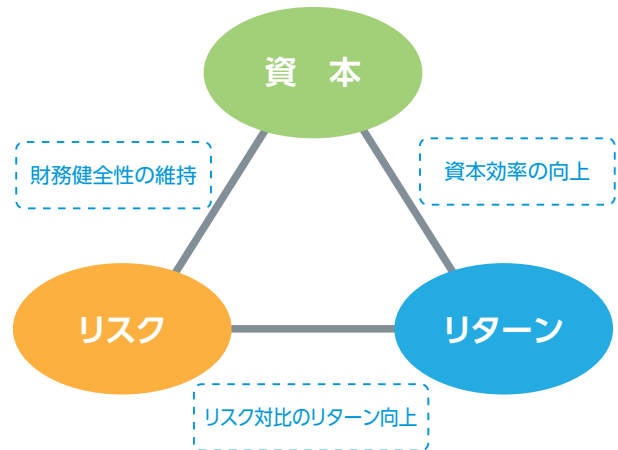 資　本
財務健全性の維持
資本効率の向上
リスク
リターン
リスク対比のリターン向上